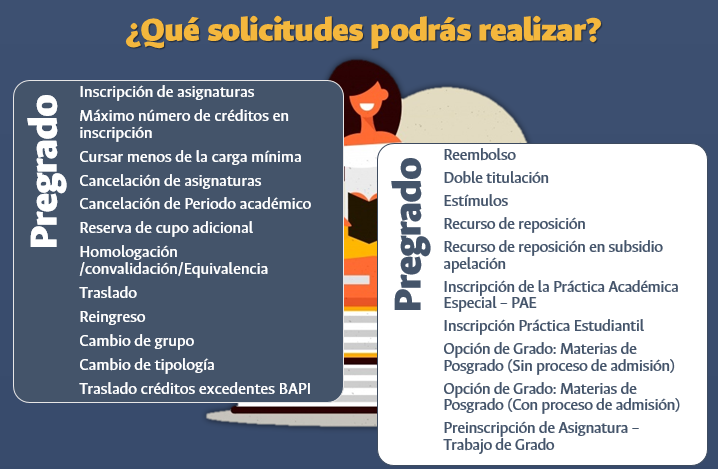 ¿Qué solicitudes podrás realizar?
Pregrado
Inscripción de asignaturas
Máximo número de créditos en
inscripción
Cursar menos de la carga mínima
Cancelación de asignaturas
Cancelación de Periodo académico
Reserva de cupo adicional
Homologación
/convalidación/Equivalencia
Traslado
Reingreso
Cambio de grupo
Cambio de tipología
Traslado créditos excedentes BAPI
Pregrado
Reembolso
Doble titulación
Estímulos
Recurso de reposición
Recurso de reposición en subsidio
apelación
Inscripción de la Práctica Académica
Especial – PAE
Inscripción Práctica Estudiantil
Opción de Grado: Materias de
Posgrado (Sin proceso de admisión)
Opción de Grado: Materias de
Posgrado (Con proceso de admisión)
Preinscripción de Asignatura –
Trabajo de Grado